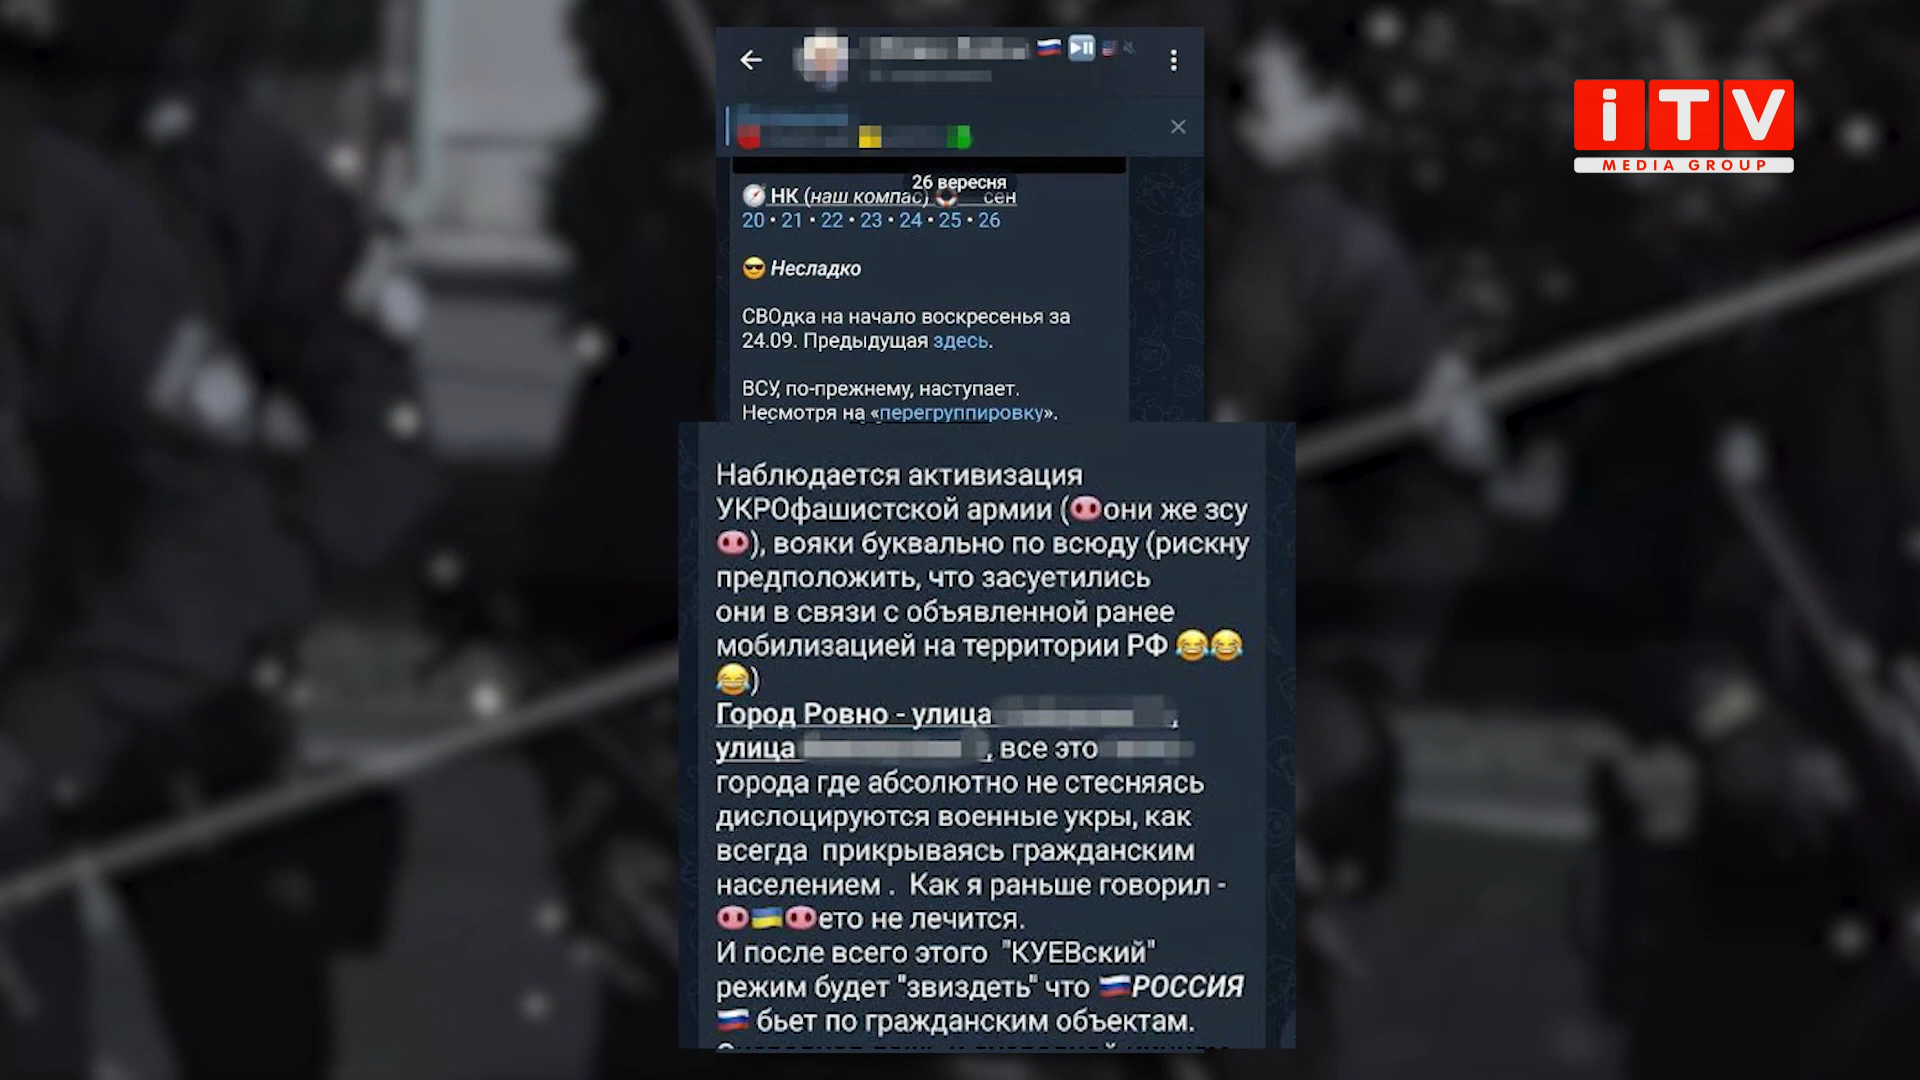 iTV
MEDIA GROUP
26 вересня
НК (наш компас) сен
20 • 21 • 22 • 23 • 24 • 25 • 26
Несладко
СВОдка на начало воскресенья за
24.09. Предыдущая здесь.
ВСУ, по-прежнему, наступает.
Несмотря на «перегруппировку».
Наблюдается активизация
УКРОфашистской армии (🐽они же зсу
🐽), вояки буквально по всюду (рискну
предположить, что засуетились
они в связи с объявленной ранее
мобилизацией на территории РФ 😂😂
😂)
Город Ровно - улица ,
улица , все это
города где абсолютно не стесняясь
дислоцируются военные укры, как
всегда прикрываясь гражданским
населением . Как я раньше говорил -
🐽🇺🇦🐽ето не лечится.
И после всего этого "КУЕВский"
режим будет "звиздеть" что 🇷🇺РОССИЯ
🇷🇺 бьет по гражданским объектам.